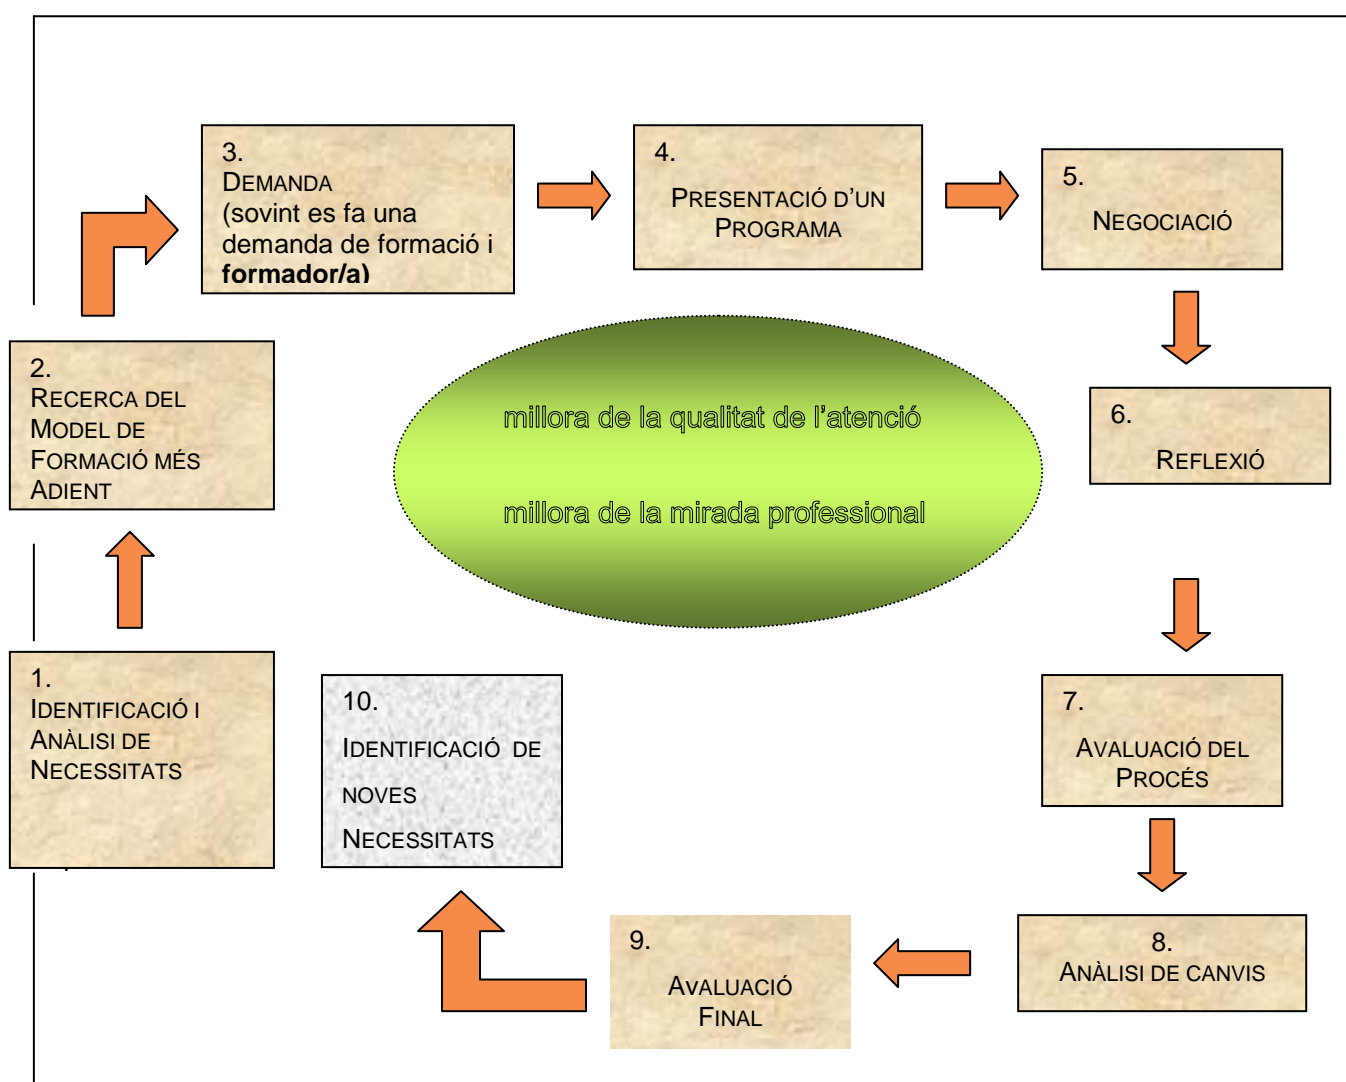 3.
DEMANDA
(sovint es fa una
demanda de formació i
formador/a)
4.
PRESENTACIÓ D'UN
PROGRAMA
5.
NEGOCIACIÓ
2.
RECERCA DEL
MODEL DE
FORMACIÓ MÉS
ADIENT
millora de la qualitat de l'atenció
millora de la mirada professional
6.
REFLEXIÓ
1.
IDENTIFICACIÓ I
ANÀLISI DE
NECESSITATS
10.
IDENTIFICACIÓ DE
NOVES
NECESSITATS
7.
AVALUACIÓ DEL
PROCÉS
8.
ANÀLISI DE CANVIS
9.
AVALUACIÓ
FINAL